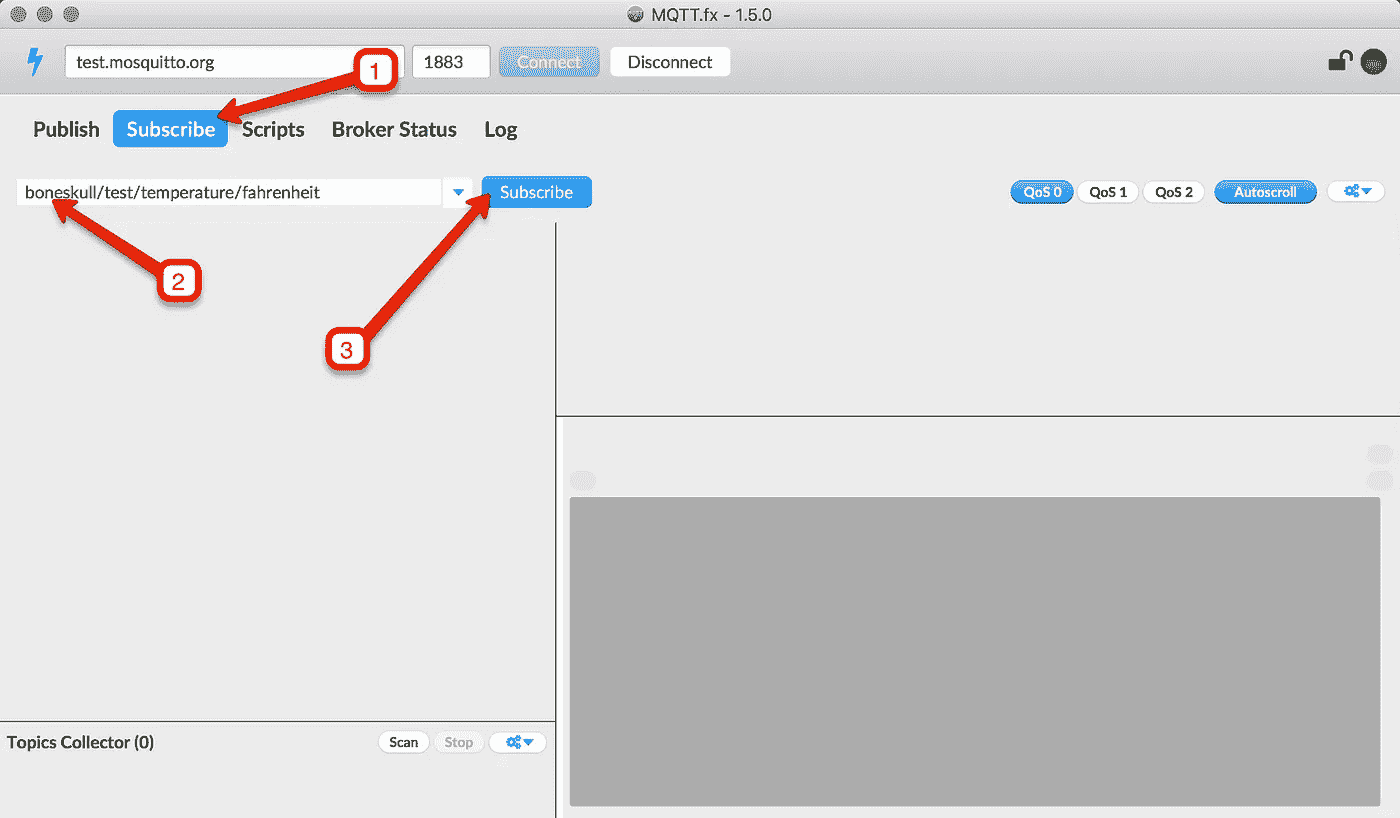 MQTT.fx - 1.5.0
test.mosquitto.org 1 1883 Connect Disconnect
Publish Subscribe Scripts Broker Status Log
boneskull/test/temperature/fahrenheit Subscribe QoS 0 QoS 1 QoS 2 Autoscroll
2
3
Topics Collector (0) Scan Stop